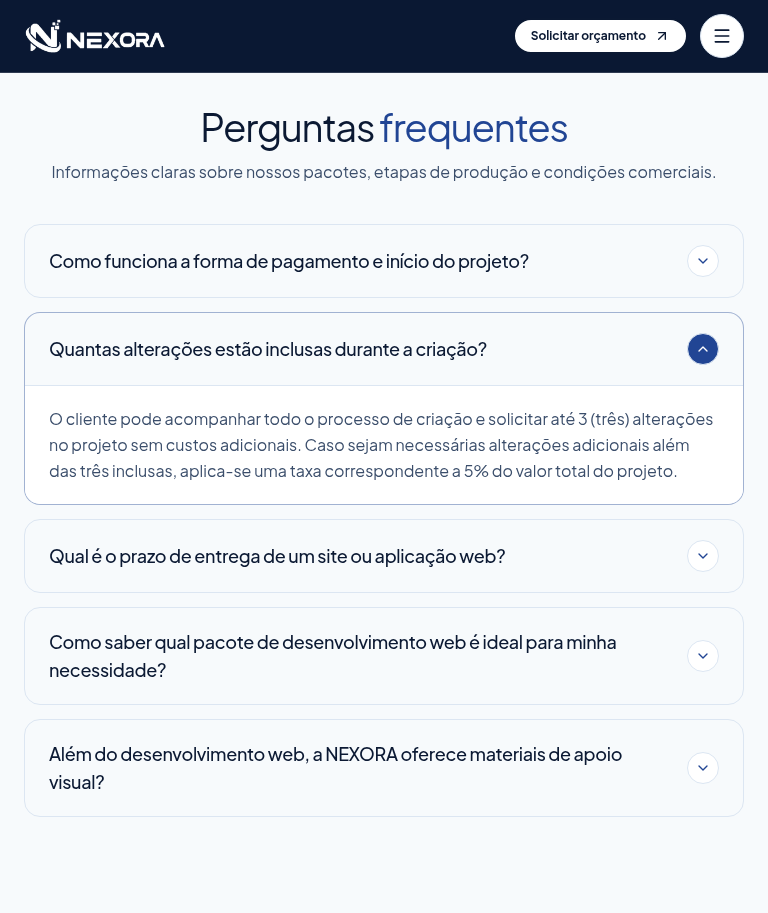 NEXORA
Solicitar orçamento
Perguntas frequentes
Informações claras sobre nossos pacotes, etapas de produção e condições comerciais.
Como funciona a forma de pagamento e início do projeto?
Quantas alterações estão inclusas durante a criação?
O cliente pode acompanhar todo o processo de criação e solicitar até 3 (três) alterações
no projeto sem custos adicionais. Caso sejam necessárias alterações adicionais além
das três inclusas, aplica-se uma taxa correspondente a 5% do valor total do projeto.
Qual é o prazo de entrega de um site ou aplicação web?
Como saber qual pacote de desenvolvimento web é ideal para minha
necessidade?
Além do desenvolvimento web, a NEXORA oferece materiais de apoio
visual?